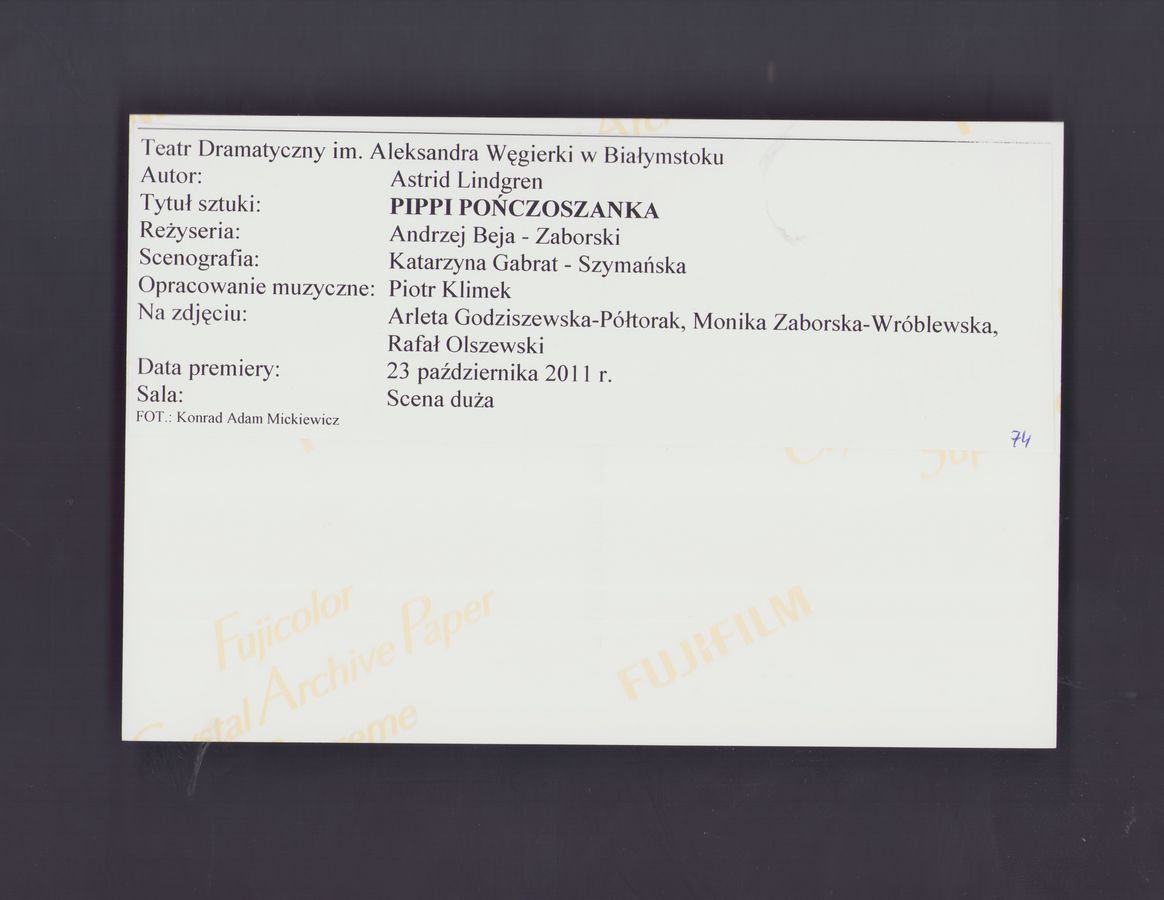 Teatr Dramatyczny im. Aleksandra Węgierki w Białymstoku
Autor: Astrid Lindgren
Tytuł sztuki: PIPPI POŃCZOSZANKA
Reżyseria: Andrzej Beja - Zaborski
Scenografia: Katarzyna Gabrat - Szymańska
Opracowanie muzyczne: Piotr Klimek
Na zdjęciu: Arleta Godziszewska-Półtorak, Monika Zaborska-Wróblewska,
Rafał Olszewski
Data premiery: 23 października 2011 r.
Sala: Scena duża
FOT.: Konrad Adam Mickiewicz
74
Fujicolor
Crystal Archive Paper
FUJIFILM